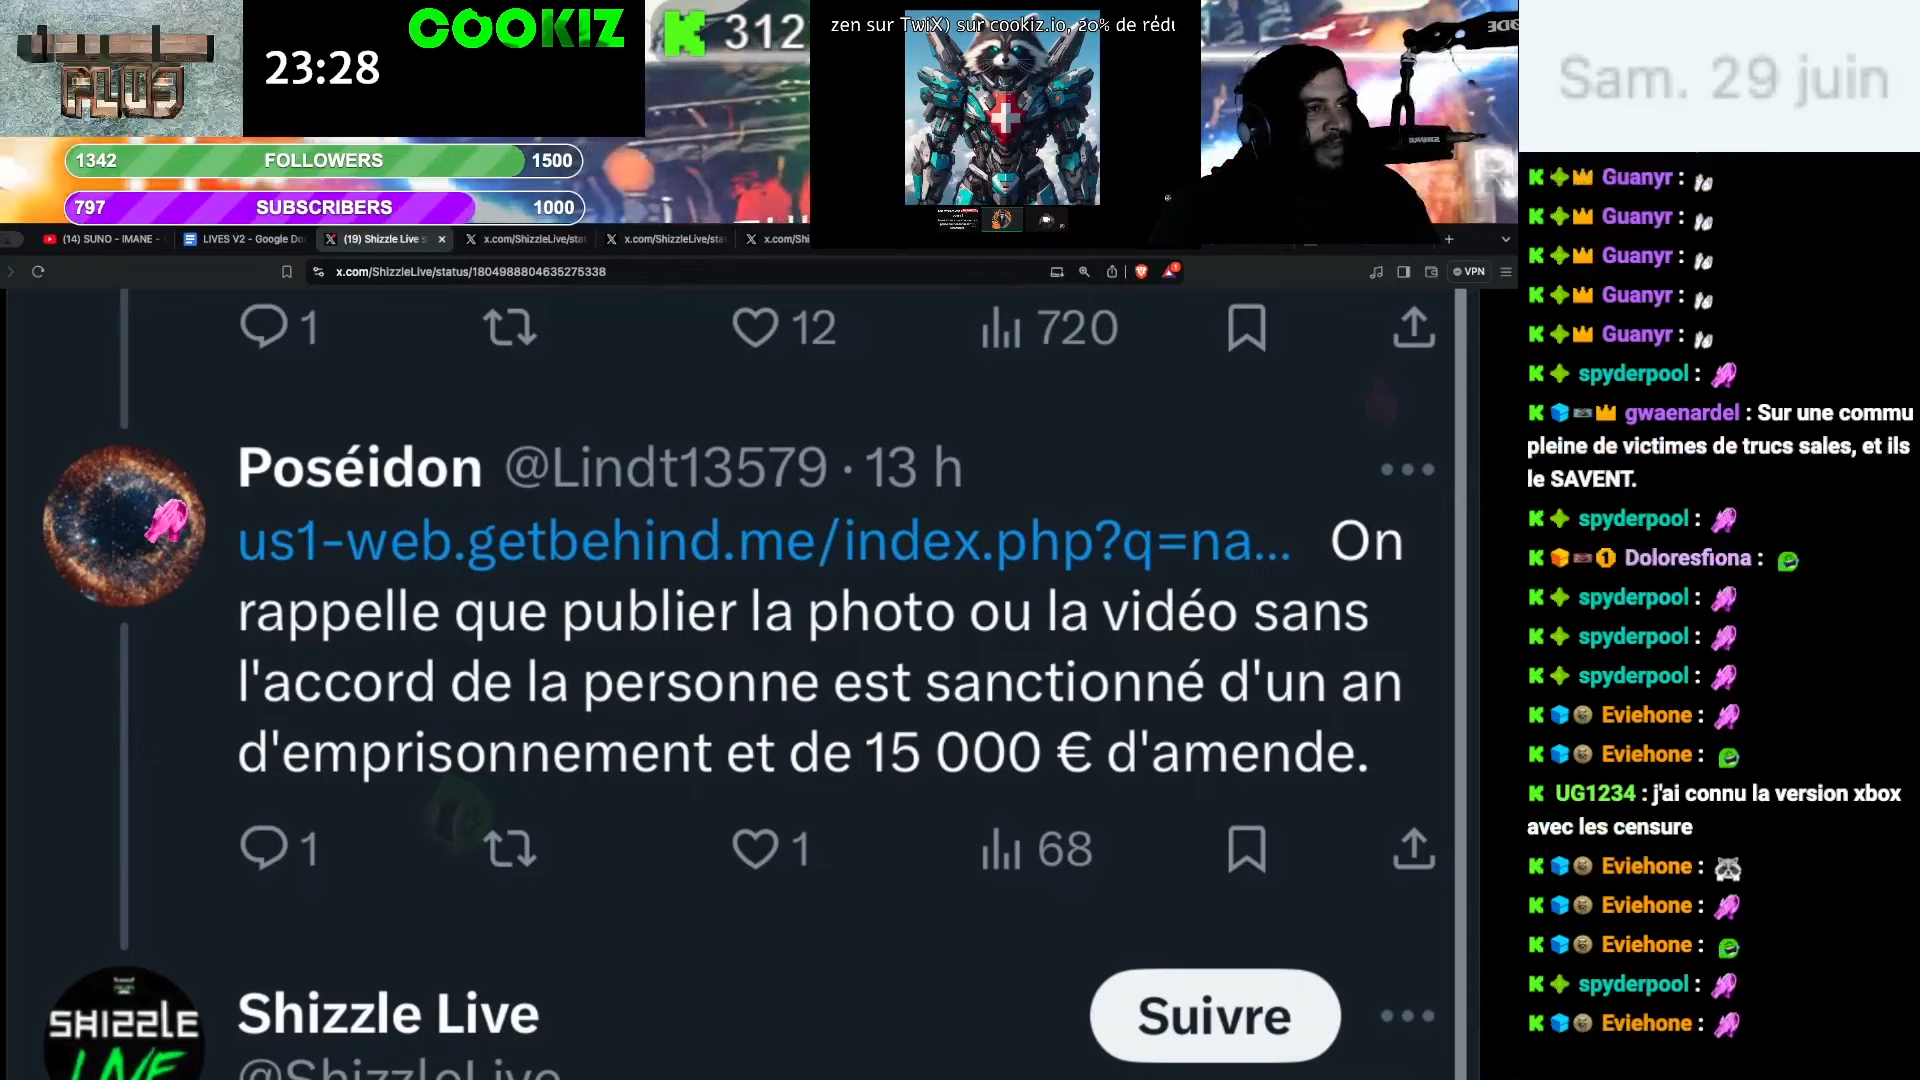 23:28
COOKIZ
312
zen sur TwiX) sur cookiz.io, 20% de rédu
Sam. 29 juin
1342 FOLLOWERS 1500
797 SUBSCRIBERS 1000
(14) SUNO - IMANE -
LIVES V2 - Google Do
(19) Shizzle Live s
x.com/ShizzleLive/stat
x.com/ShizzleLive/stat
x.com/Shi
x.com/ShizzleLive/status/1804988804635275338
VPN
1 12 720
Poséidon @Lindt13579 · 13 h
us1-web.getbehind.me/index.php?q=na... On
rappelle que publier la photo ou la vidéo sans
l'accord de la personne est sanctionné d'un an
d'emprisonnement et de 15 000 € d'amende.
1 1 68
SHIZZLE
LIVE
Shizzle Live
@ShizzleLive
Suivre
Guanyr :
Guanyr :
Guanyr :
Guanyr :
Guanyr :
spyderpool :
gwaenardel : Sur une commu
pleine de victimes de trucs sales, et ils
le SAVENT.
spyderpool :
Doloresfiona :
spyderpool :
spyderpool :
spyderpool :
Eviehone :
Eviehone :
UG1234 : j'ai connu la version xbox
avec les censure
Eviehone :
Eviehone :
Eviehone :
spyderpool :
Eviehone :